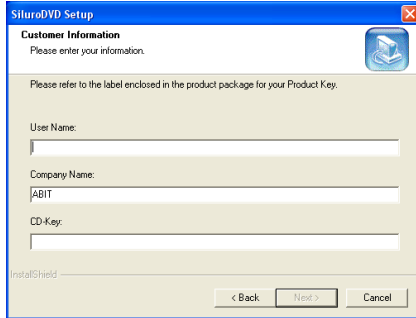 SiluroDVD Setup
Customer Information
Please enter your information.
Please refer to the label enclosed in the product package for your Product Key.
User Name:
Company Name:
ABIT
CD-Key:
InstallShield
< Back Next > Cancel